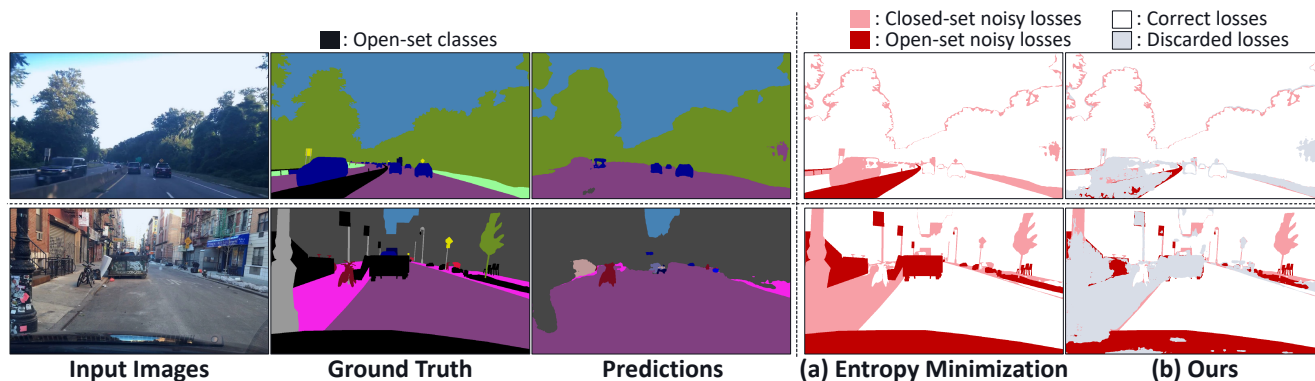 : Open-set classes
: Closed-set noisy losses
: Correct losses
: Open-set noisy losses
: Discarded losses
Input Images
Ground Truth
Predictions
(a) Entropy Minimization
(b) Ours